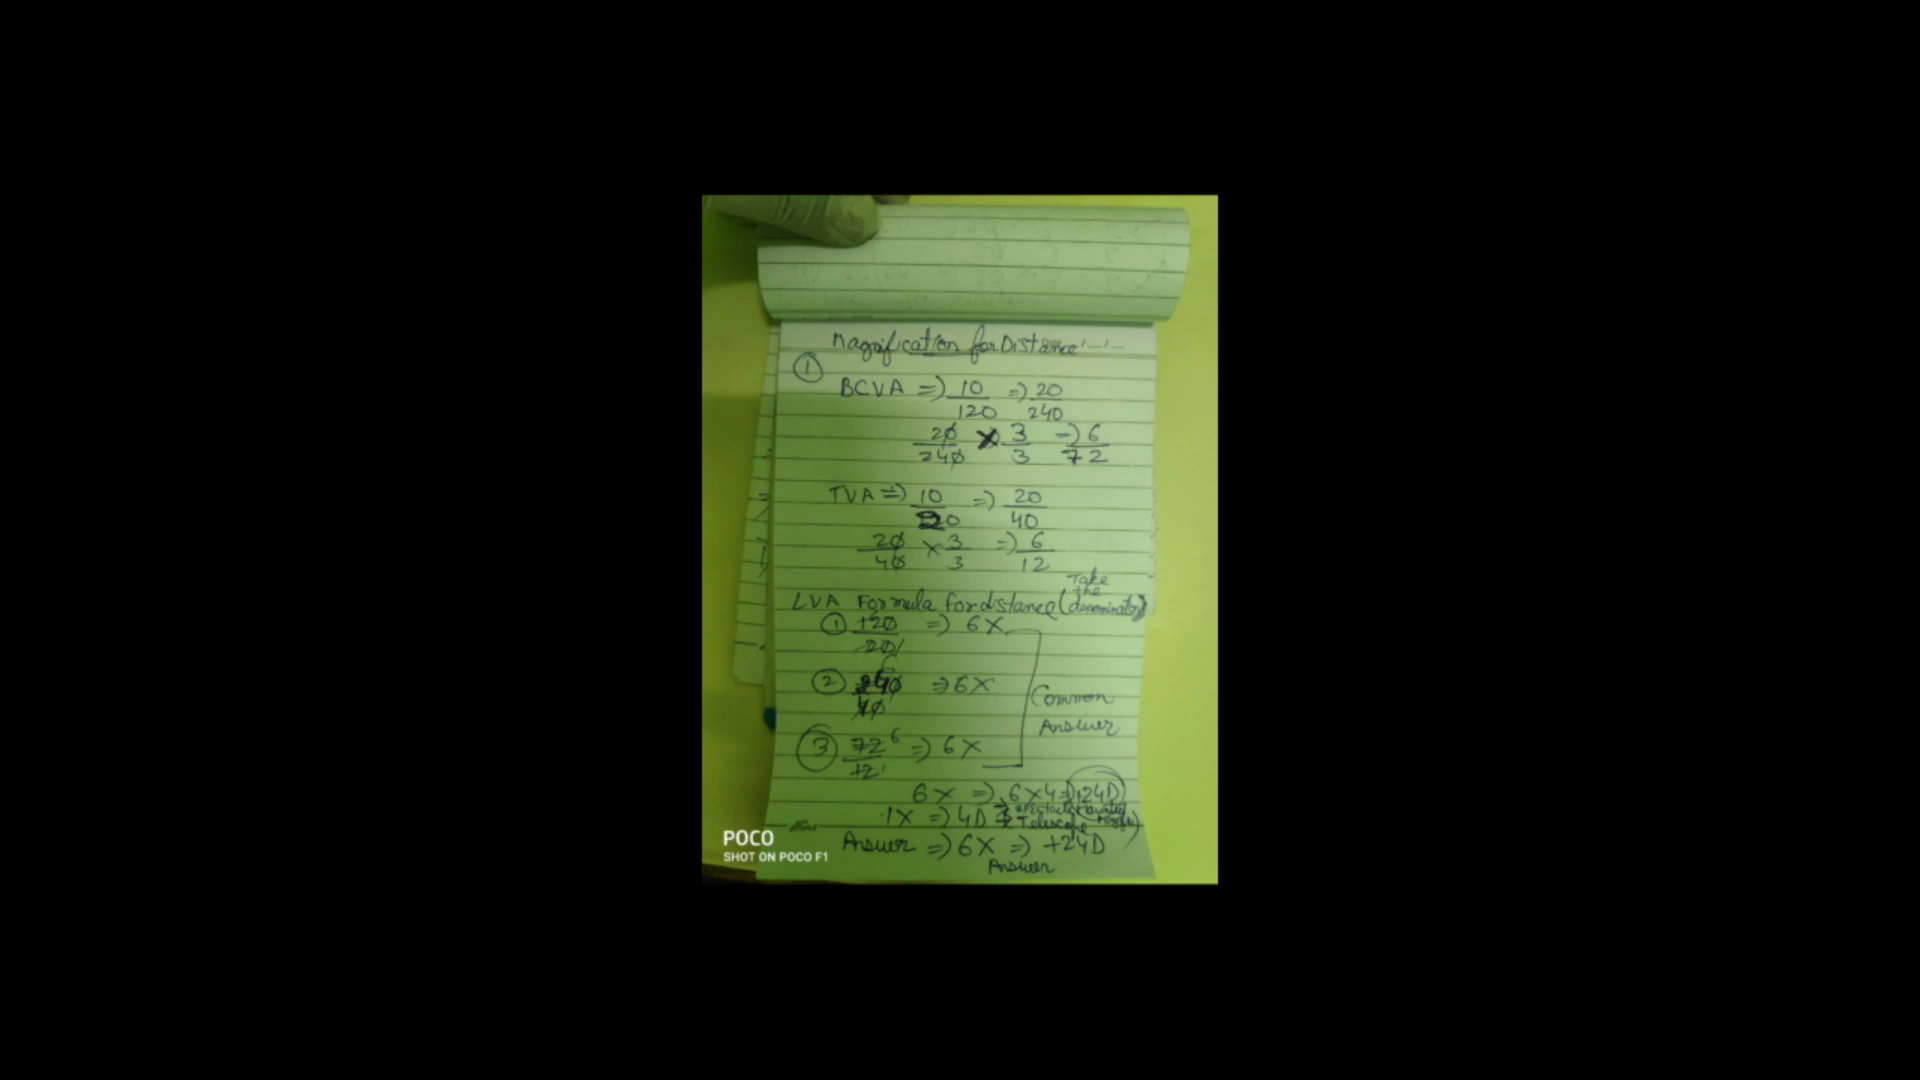 Magnification for Distance
①
BCVA => 10/120 => 20/240
20/240 × 3/3 => 6/72
TVA => 10/20 => 20/40
20/40 × 3/3 => 6/12
LVA Formula for distance (Take the denominator)
① 120/20 => 6X
② 240/40 => 6X
Common
Answer
③ 72/12 6 => 6X
6X => 6x4=> +24D
1X => 4D
Telescope
Answer => 6X => +24D
Answer
POCO
SHOT ON POCO F1